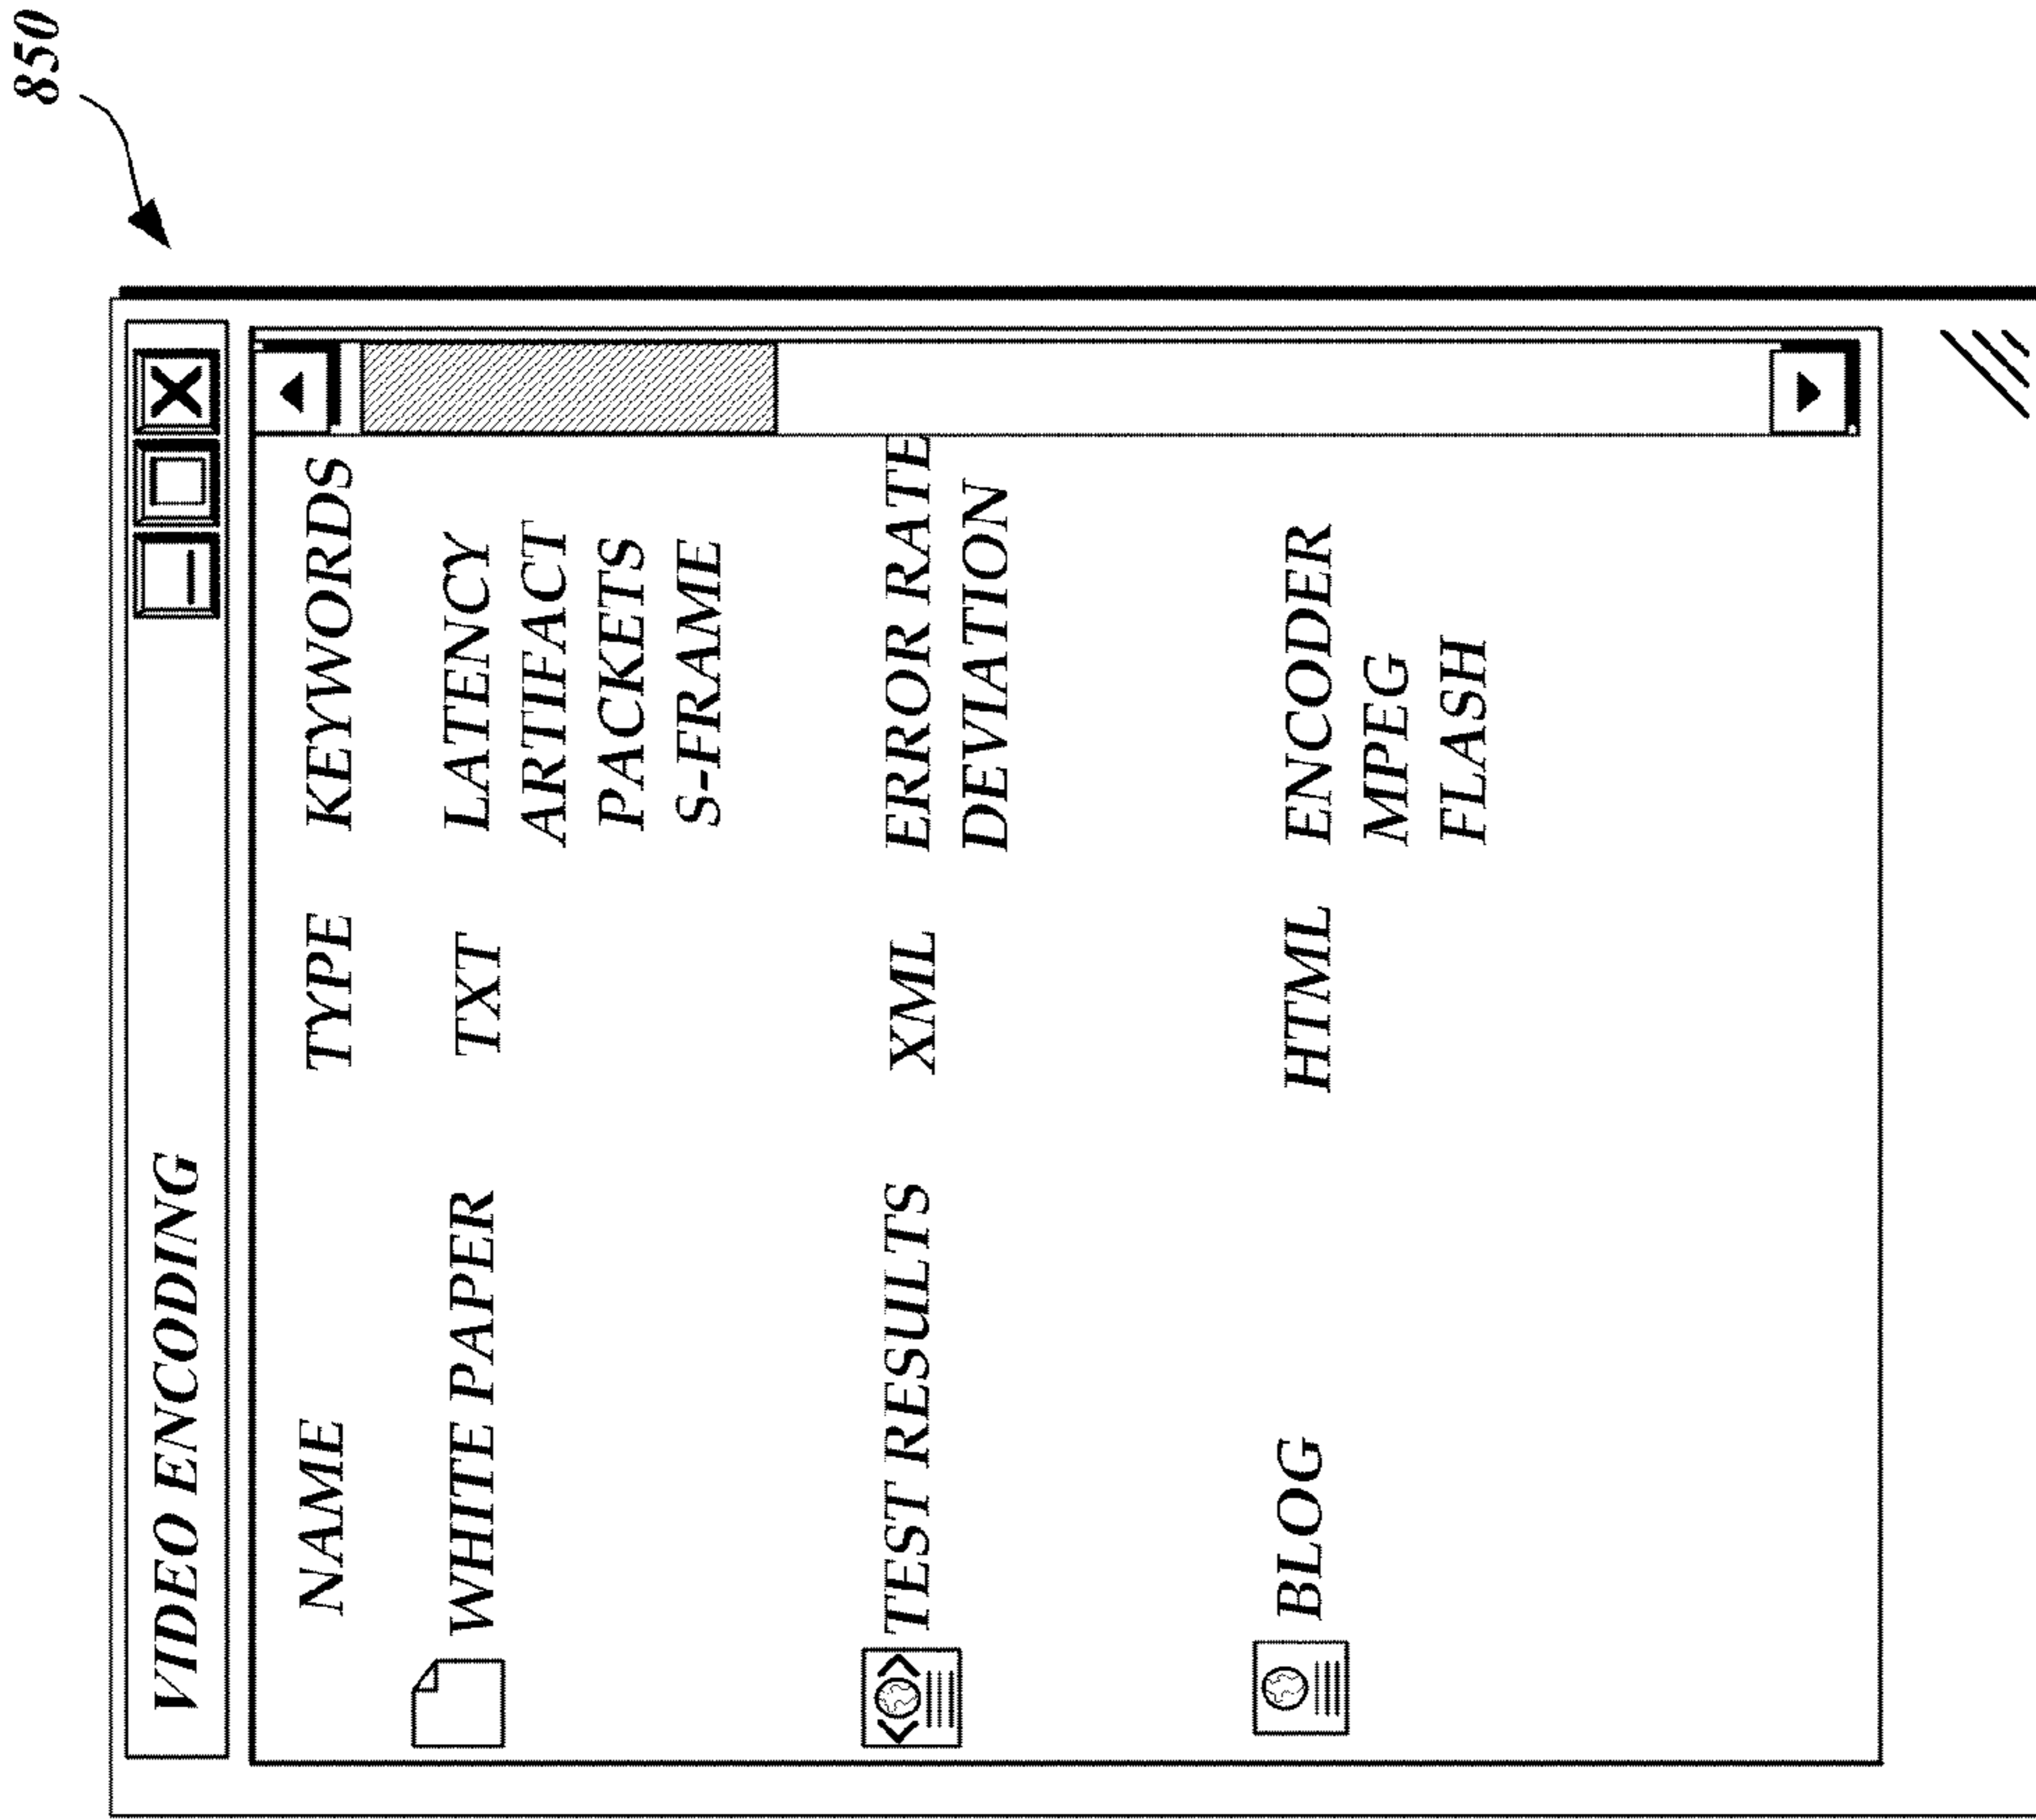 850
VIDEO ENCODING
NAME TYPE KEYWORDS
WHITE PAPER TXT LATENCY
ARTIFACT
PACKETS
S-FRAME
TEST RESULTS XML ERROR RATE
DEVIATION
BLOG HTML ENCODER
MPEG
FLASH